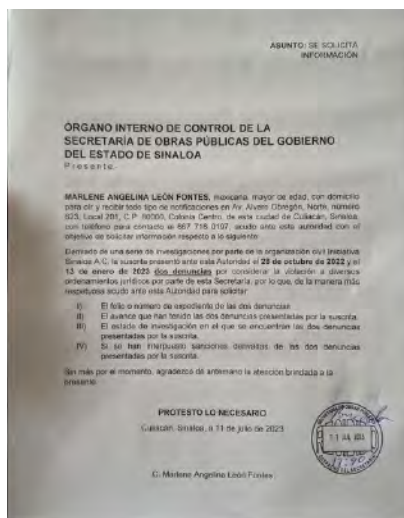 ASUNTO: SE SOLICITA
INFORMACIÓN
ÓRGANO INTERNO DE CONTROL DE LA
SECRETARÍA DE OBRAS PÚBLICAS DEL GOBIERNO
DEL ESTADO DE SINALOA
Presente.
MARLENE ANGELINA LEÓN FONTES, mexicana, mayor de edad, con domicilio
para oír y recibir todo tipo de notificaciones en Av. Álvaro Obregón, Norte, número
Local 201, C.P. Colonia Centro, de esta ciudad de Culiacán, Sinaloa,
con teléfono para contacto el 667 716 0107, acudo ante esta autoridad con el
objetivo de solicitar información respecto a lo siguiente:
Derivado de una serie de investigaciones por parte de la organización civil Iniciativa
Sinaloa A.C, la suscrita presentó ante esta Autoridad el 28 de octubre de 2022 y el
13 de enero de 2023 dos denuncias por considerar la violación a diversos
ordenamientos jurídicos por parte de esta Secretaría, por lo que, de la manera más
respetuosa acudo ante esta Autoridad para solicitar:
I) El folio o número de expediente de las dos denuncias.
II) El avance que han tenido las dos denuncias presentadas por la suscrita.
III) El estado de investigación en el que se encuentran las dos denuncias
presentadas por la suscrita.
IV) Si se han interpuesto sanciones de las dos denuncias
presentadas por la suscrita.
Sin más por el momento, agradezco de antemano la atención brindada a la
presente.
PROTESTO LO NECESARIO
Culiacán, Sinaloa, a 11 de julio de 2023
C. Marlene Angelina León Fontes